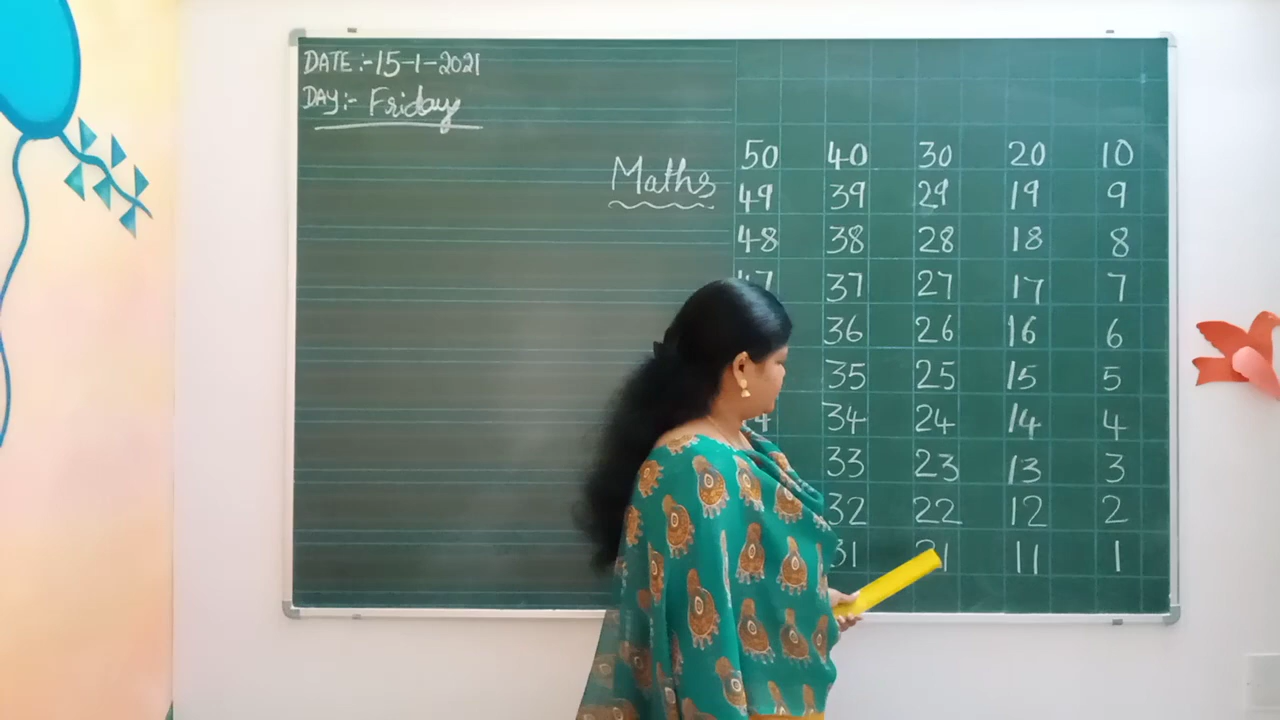 DATE :- 15-1-2021
DAY :- Friday
Maths
50 40 30 20 10
49 39 29 19 9
48 38 28 18 8
47 37 27 17 7
36 26 16 6
35 25 15 5
4 34 24 14 4
33 23 13 3
32 22 12 2
31 21 11 1